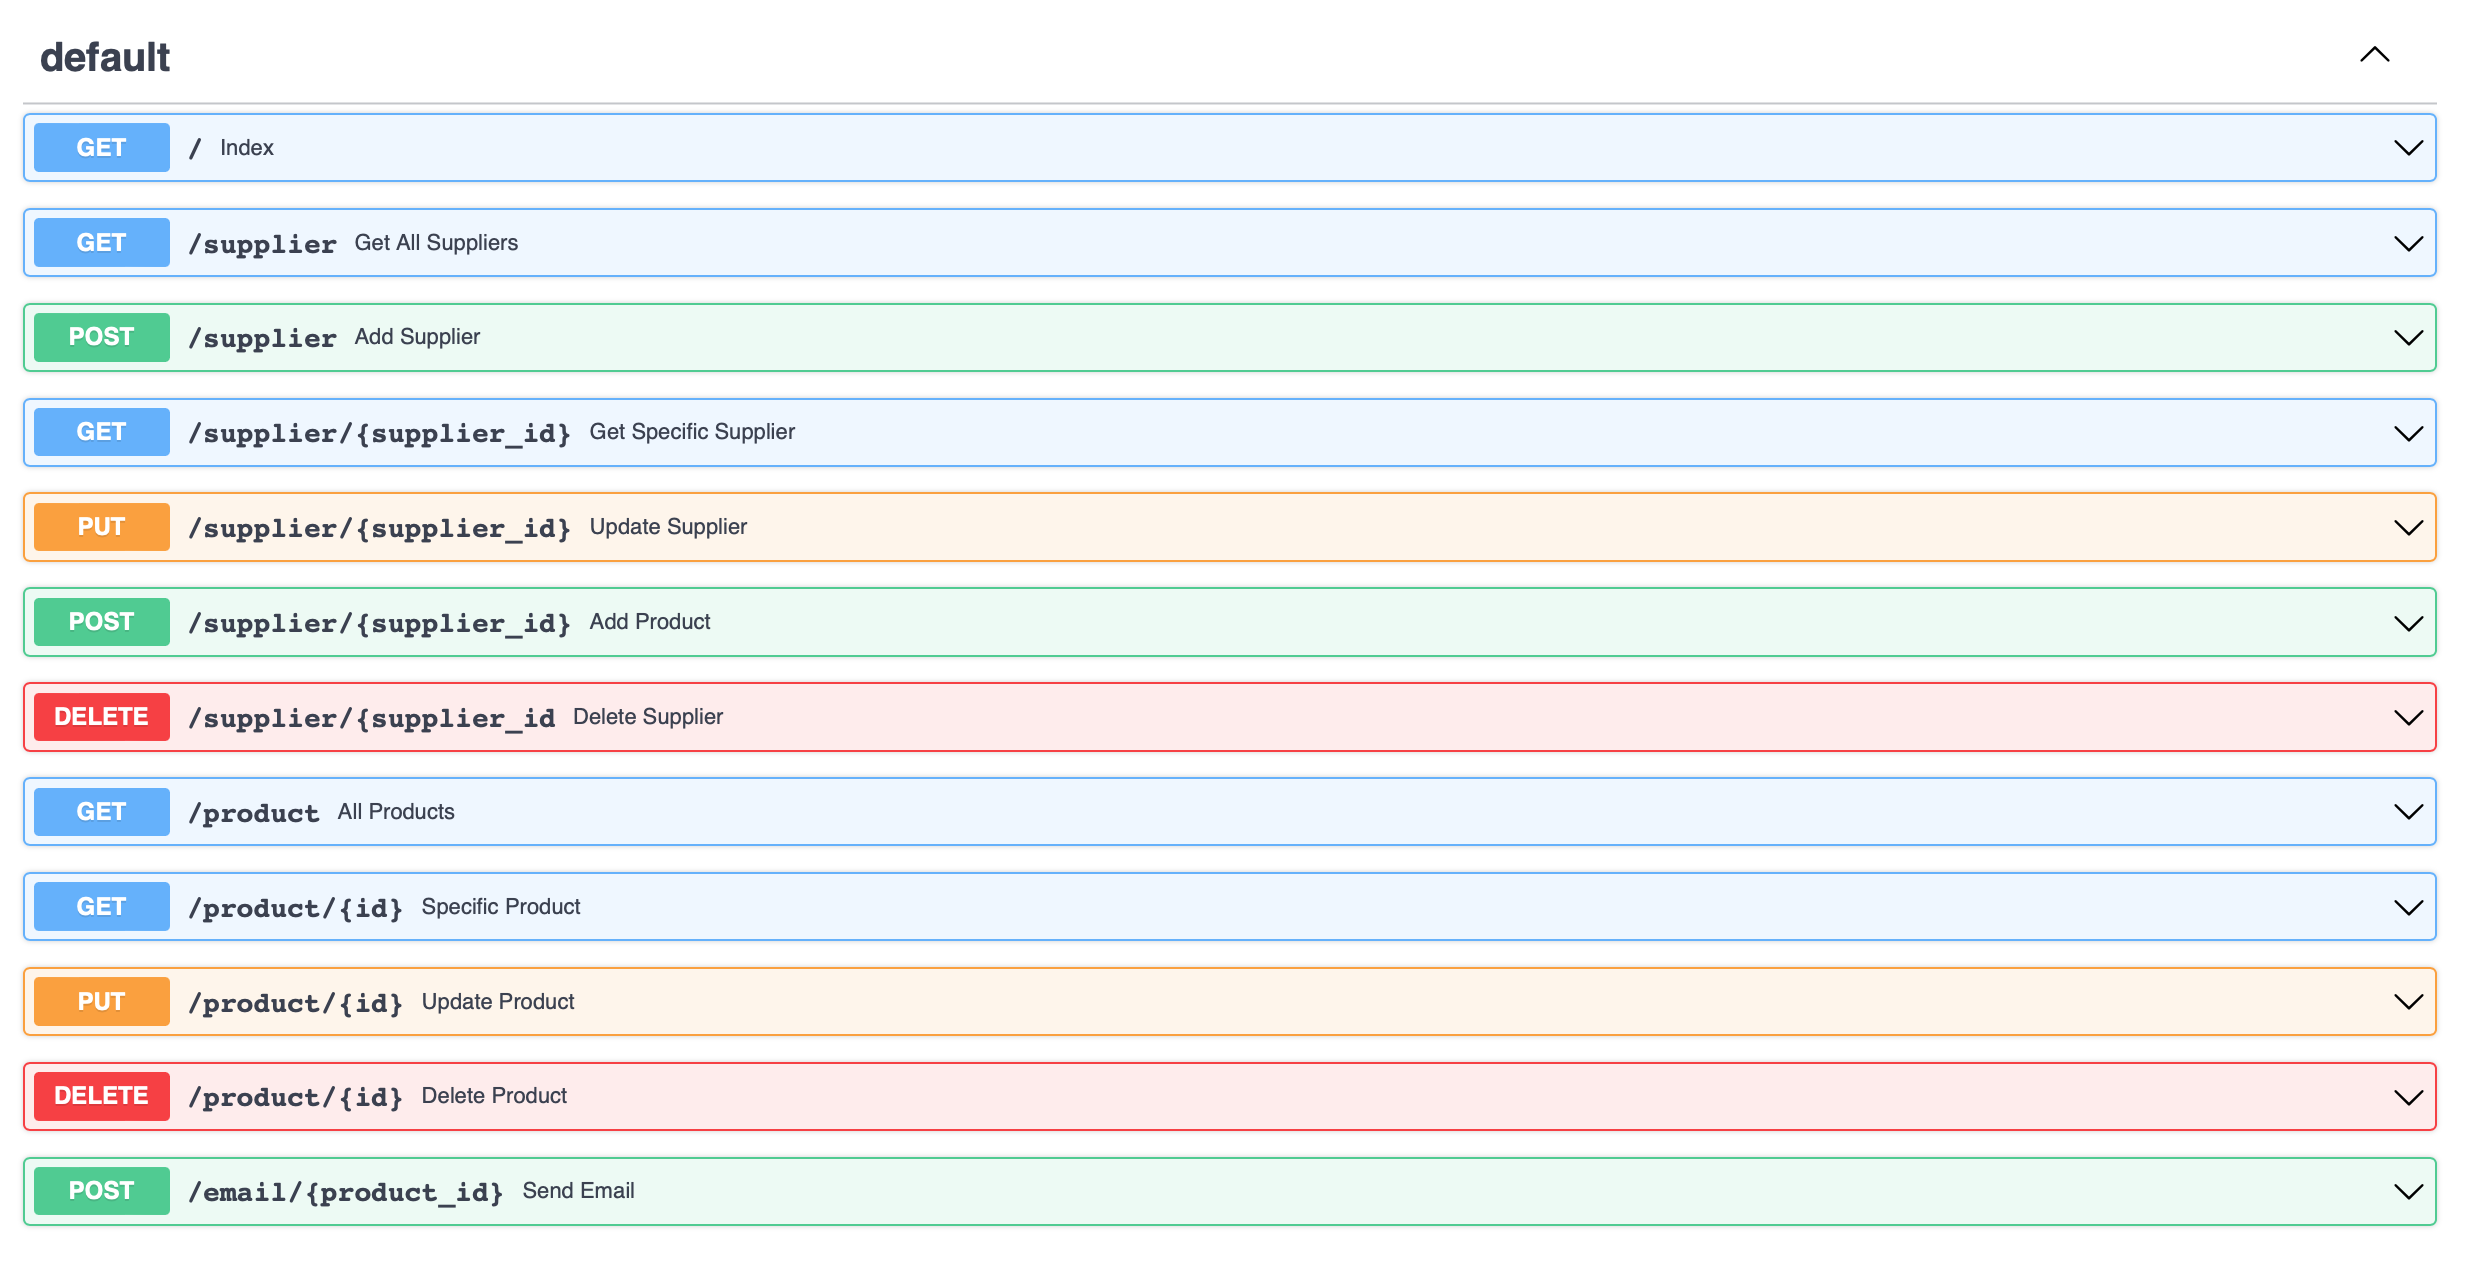 default
GET / Index
GET /supplier Get All Suppliers
POST /supplier Add Supplier
GET /supplier/{supplier_id} Get Specific Supplier
PUT /supplier/{supplier_id} Update Supplier
POST /supplier/{supplier_id} Add Product
DELETE /supplier/{supplier_id Delete Supplier
GET /product All Products
GET /product/{id} Specific Product
PUT /product/{id} Update Product
DELETE /product/{id} Delete Product
POST /email/{product_id} Send Email